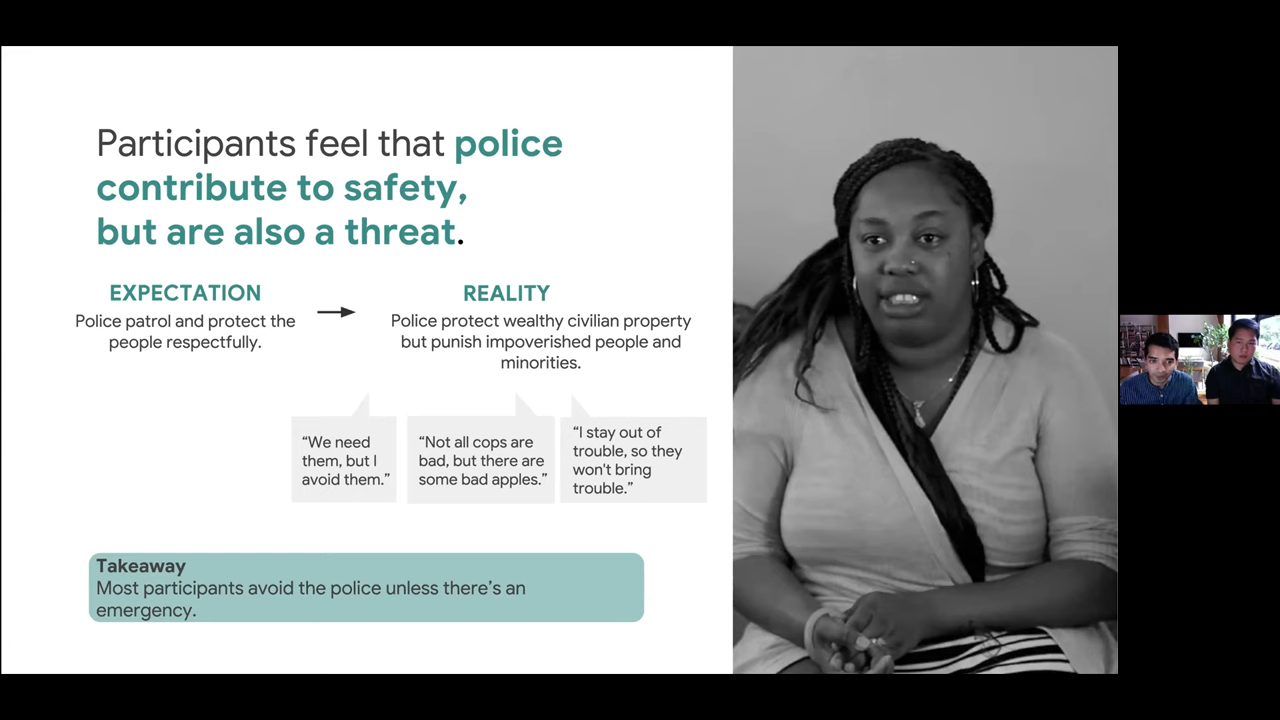 Participants feel that police
contribute to safety,
but are also a threat.
EXPECTATION
Police patrol and protect the
people respectfully.
REALITY
Police protect wealthy civilian property
but punish impoverished people and
minorities.
“We need
them, but I
avoid them.”
“Not all cops are
bad, but there are
some bad apples.”
“I stay out of
trouble, so they
won't bring
trouble.”
Takeaway
Most participants avoid the police unless there’s an
emergency.